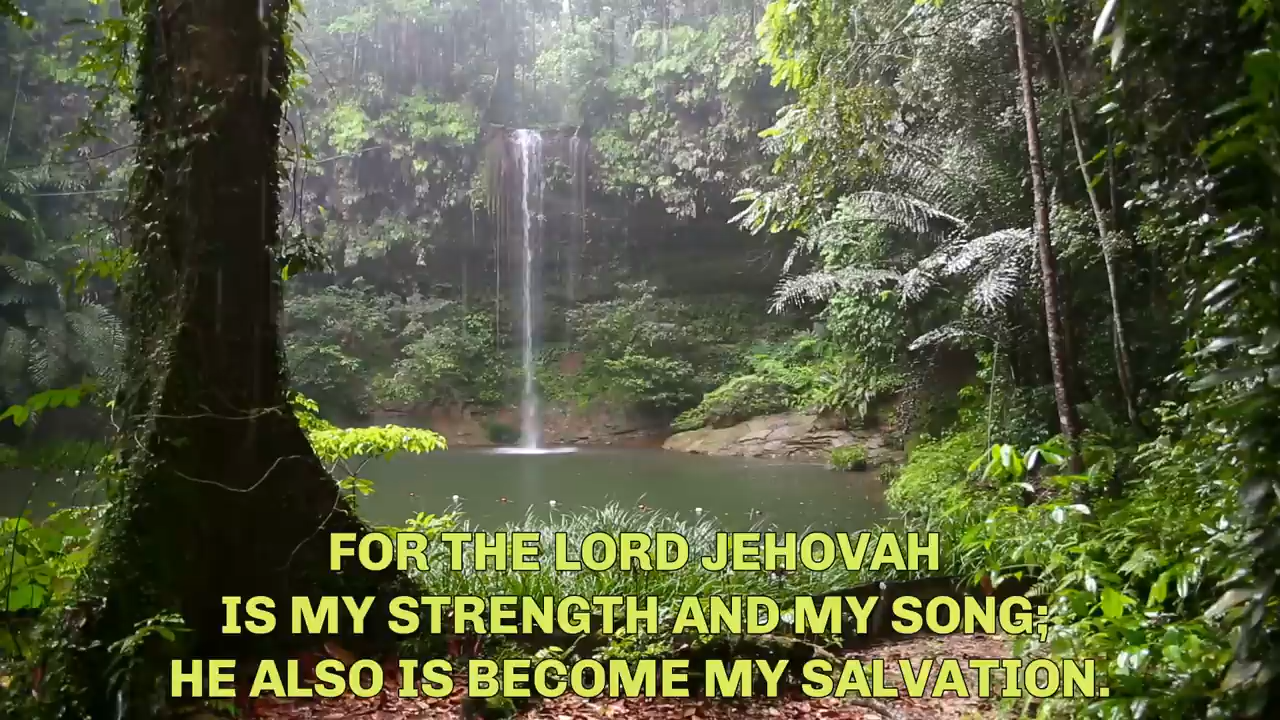 FOR THE LORD JEHOVAH
IS MY STRENGTH AND MY SONG;
HE ALSO IS BECOME MY SALVATION.